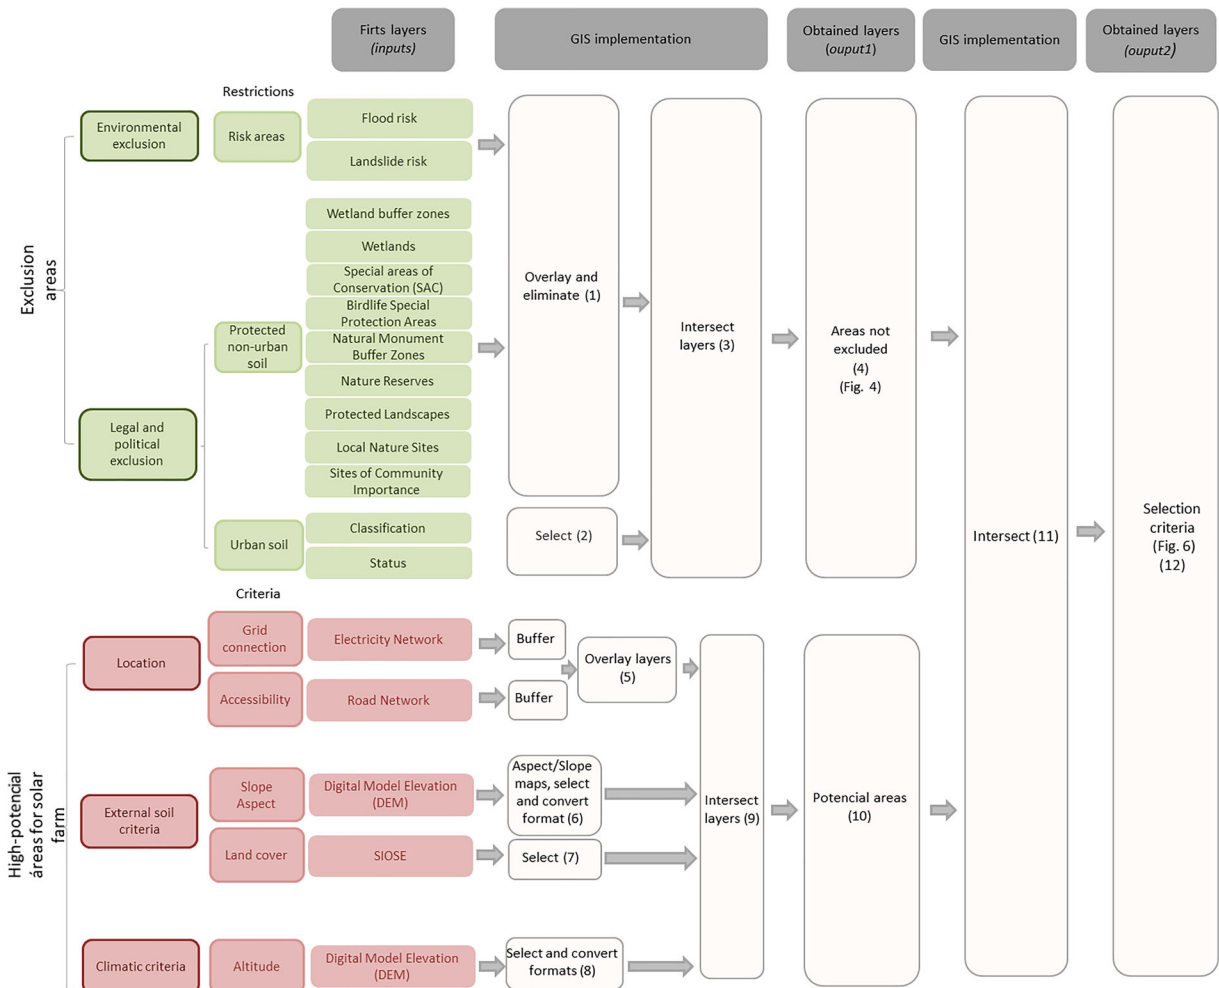 Firts layers
(inputs)
GIS implementation
Obtained layers
(ouput1)
GIS implementation
Obtained layers
(ouput2)
Restrictions
Exclusion
areas
Environmental
exclusion
Risk areas
Flood risk
Landslide risk
Legal and
political
exclusion
Protected
non-urban
soil
Wetland buffer zones
Wetlands
Special areas of
Conservation (SAC)
Birdlife Special
Protection Areas
Natural Monument
Buffer Zones
Nature Reserves
Protected Landscapes
Local Nature Sites
Sites of Community
Importance
Urban soil
Classification
Status
Overlay and
eliminate (1)
Select (2)
Intersect
layers (3)
Areas not
excluded
(4)
(Fig. 4)
Intersect (11)
Selection
criteria
(Fig. 6)
(12)
Criteria
High-potencial
áreas for solar
farm
Location
Grid
connection
Electricity Network
Buffer
Accessibility
Road Network
Buffer
Overlay layers
(5)
External soil
criteria
Slope
Aspect
Digital Model Elevation
(DEM)
Aspect/Slope
maps, select
and convert
format (6)
Land cover
SIOSE
Select (7)
Climatic criteria
Altitude
Digital Model Elevation
(DEM)
Select and convert
formats (8)
Intersect
layers (9)
Potencial areas
(10)